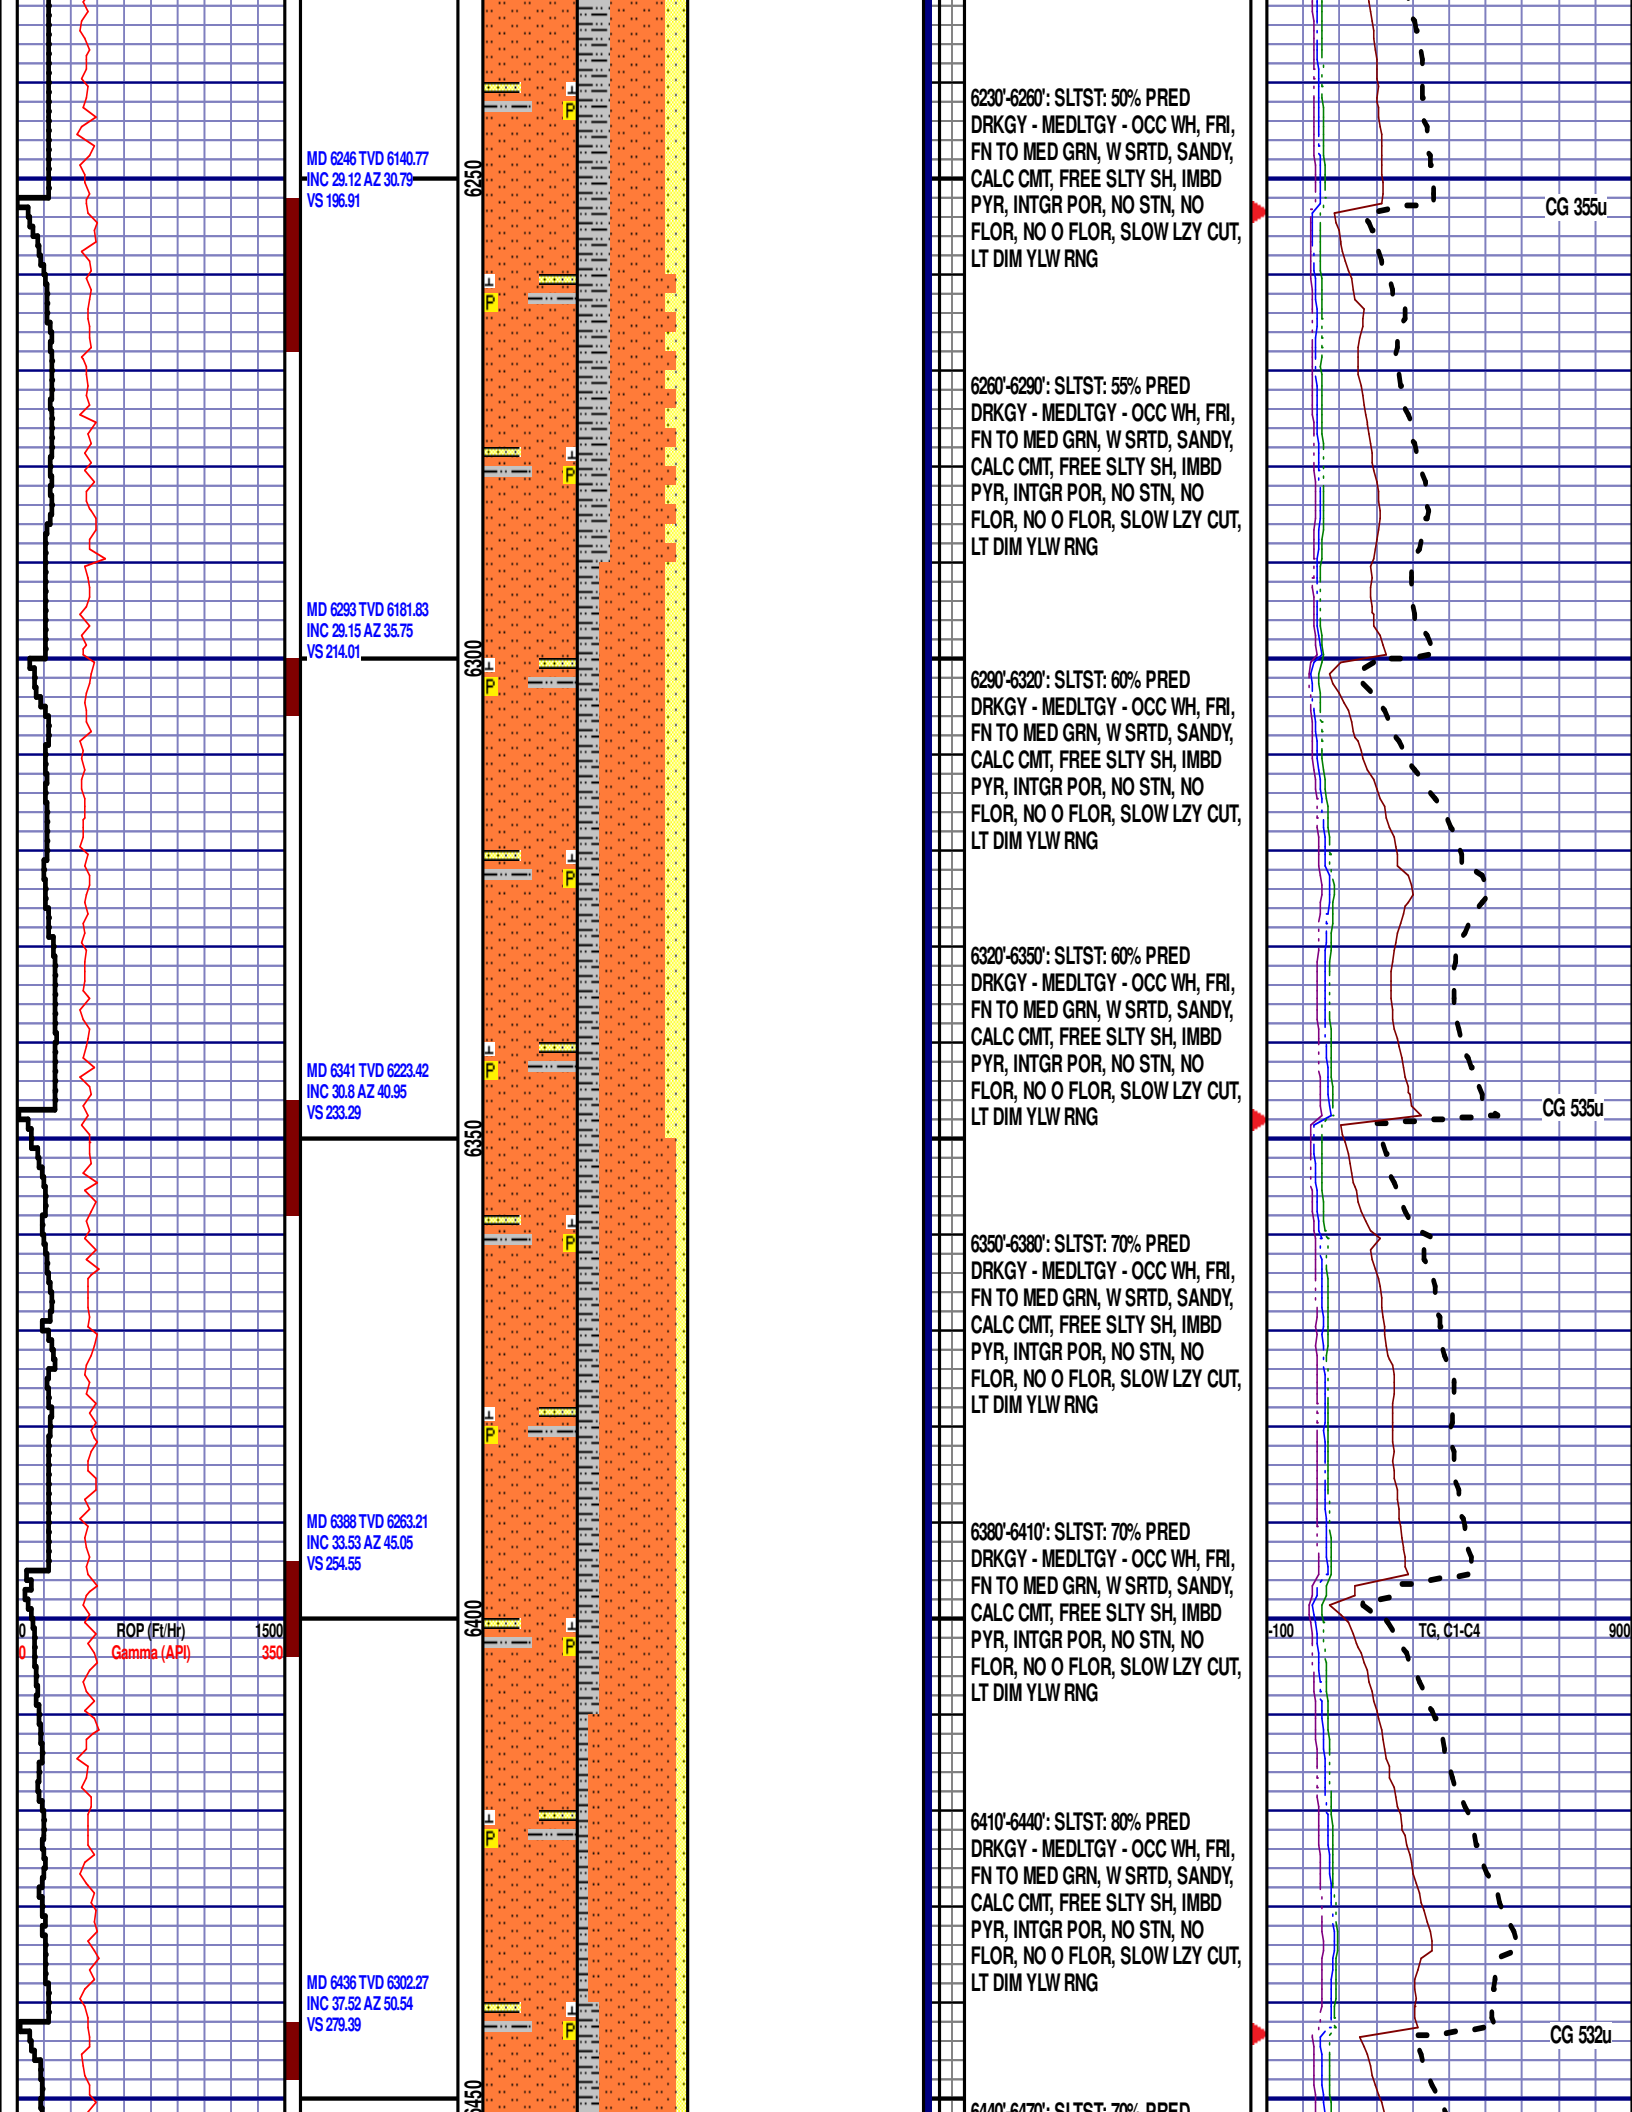 MD 6246 TVD 6140.77
INC 29.12 AZ 30.79
VS 196.91
MD 6293 TVD 6181.83
INC 29.15 AZ 35.75
VS 214.01
MD 6341 TVD 6223.42
INC 30.8 AZ 40.95
VS 233.29
MD 6388 TVD 6263.21
INC 33.53 AZ 45.05
VS 254.55
0 ROP (Ft/Hr) 1500
0 Gamma (API) 350
MD 6436 TVD 6302.27
INC 37.52 AZ 50.54
VS 279.39
6250
6300
6350
6400
6450
P
P
P
P
P
P
P
P
P
P
P
6230'-6260': SLTST: 50% PRED
DRKGY - MEDLTGY - OCC WH, FRI,
FN TO MED GRN, W SRTD, SANDY,
CALC CMT, FREE SLTY SH, IMBD
PYR, INTGR POR, NO STN, NO
FLOR, NO O FLOR, SLOW LZY CUT,
LT DIM YLW RNG
6260'-6290': SLTST: 55% PRED
DRKGY - MEDLTGY - OCC WH, FRI,
FN TO MED GRN, W SRTD, SANDY,
CALC CMT, FREE SLTY SH, IMBD
PYR, INTGR POR, NO STN, NO
FLOR, NO O FLOR, SLOW LZY CUT,
LT DIM YLW RNG
6290'-6320': SLTST: 60% PRED
DRKGY - MEDLTGY - OCC WH, FRI,
FN TO MED GRN, W SRTD, SANDY,
CALC CMT, FREE SLTY SH, IMBD
PYR, INTGR POR, NO STN, NO
FLOR, NO O FLOR, SLOW LZY CUT,
LT DIM YLW RNG
6320'-6350': SLTST: 60% PRED
DRKGY - MEDLTGY - OCC WH, FRI,
FN TO MED GRN, W SRTD, SANDY,
CALC CMT, FREE SLTY SH, IMBD
PYR, INTGR POR, NO STN, NO
FLOR, NO O FLOR, SLOW LZY CUT,
LT DIM YLW RNG
6350'-6380': SLTST: 70% PRED
DRKGY - MEDLTGY - OCC WH, FRI,
FN TO MED GRN, W SRTD, SANDY,
CALC CMT, FREE SLTY SH, IMBD
PYR, INTGR POR, NO STN, NO
FLOR, NO O FLOR, SLOW LZY CUT,
LT DIM YLW RNG
6380'-6410': SLTST: 70% PRED
DRKGY - MEDLTGY - OCC WH, FRI,
FN TO MED GRN, W SRTD, SANDY,
CALC CMT, FREE SLTY SH, IMBD
PYR, INTGR POR, NO STN, NO
FLOR, NO O FLOR, SLOW LZY CUT,
LT DIM YLW RNG
6410'-6440': SLTST: 80% PRED
DRKGY - MEDLTGY - OCC WH, FRI,
FN TO MED GRN, W SRTD, SANDY,
CALC CMT, FREE SLTY SH, IMBD
PYR, INTGR POR, NO STN, NO
FLOR, NO O FLOR, SLOW LZY CUT,
LT DIM YLW RNG
6440'-6470': SLTST: 70% PRED
CG 355u
CG 535u
-100 TG, C1-C4 900
CG 532u